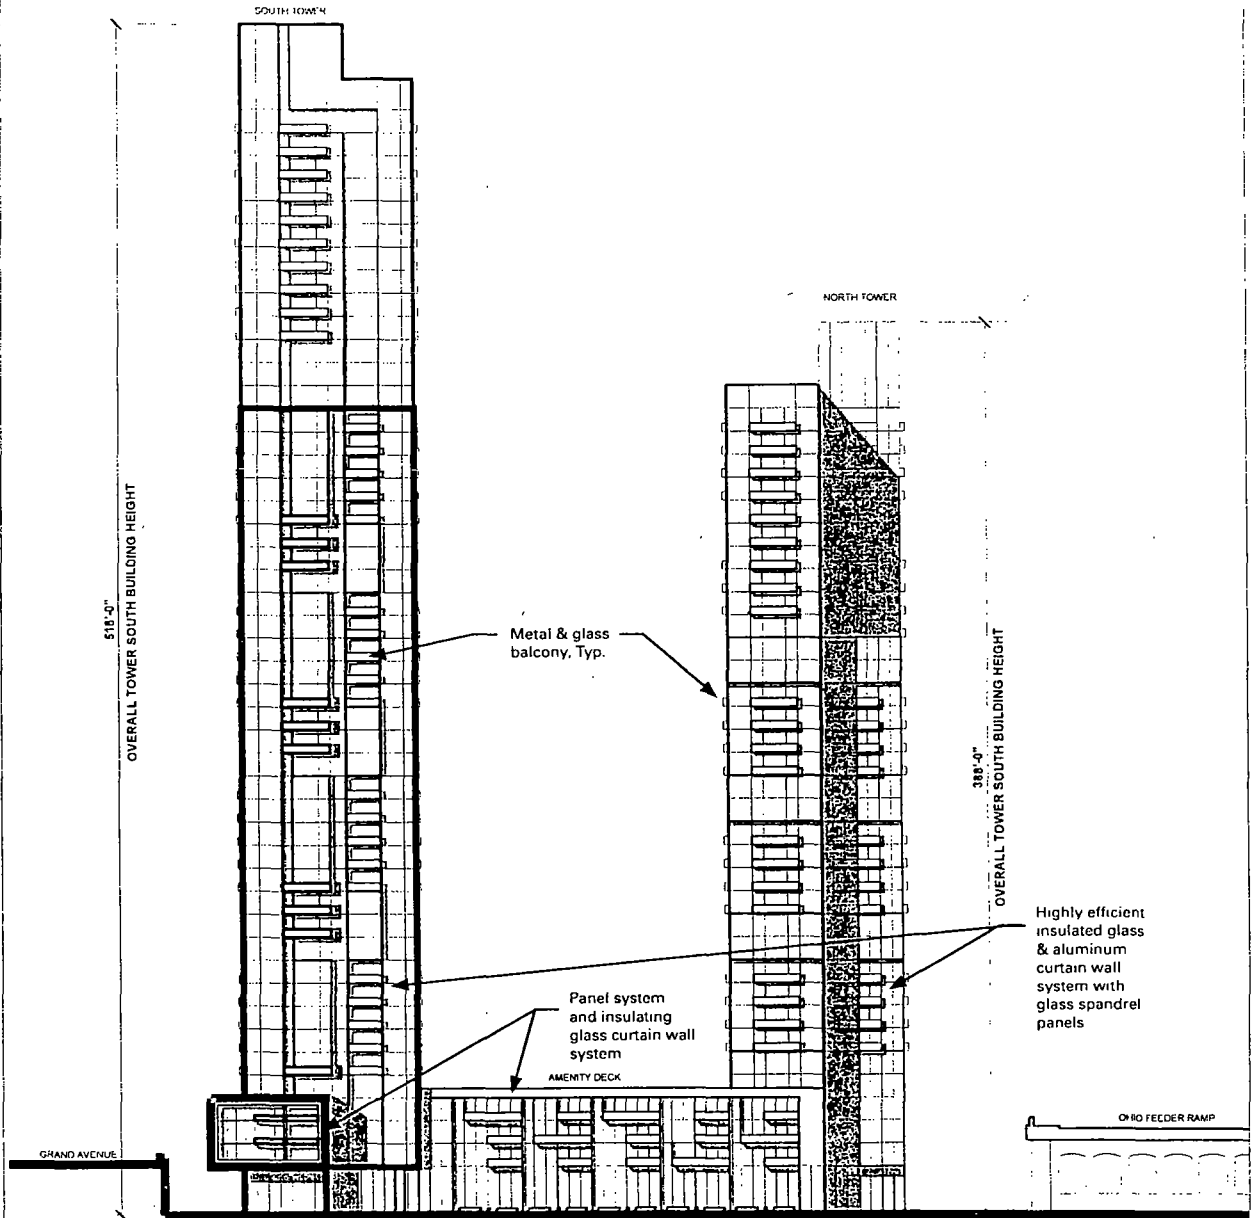 SOUTH TOWER
NORTH TOWER
518'-0"
OVERALL TOWER SOUTH BUILDING HEIGHT
Metal & glass
balcony, Typ.
388'-0"
OVERALL TOWER SOUTH BUILDING HEIGHT
Highly efficient
insulated glass
& aluminum
curtain wall
system with
glass spandrel
panels
Panel system
and insulating
glass curtain wall
system
AMENITY DECK
OHIO FEEDER RAMP
GRAND AVENUE